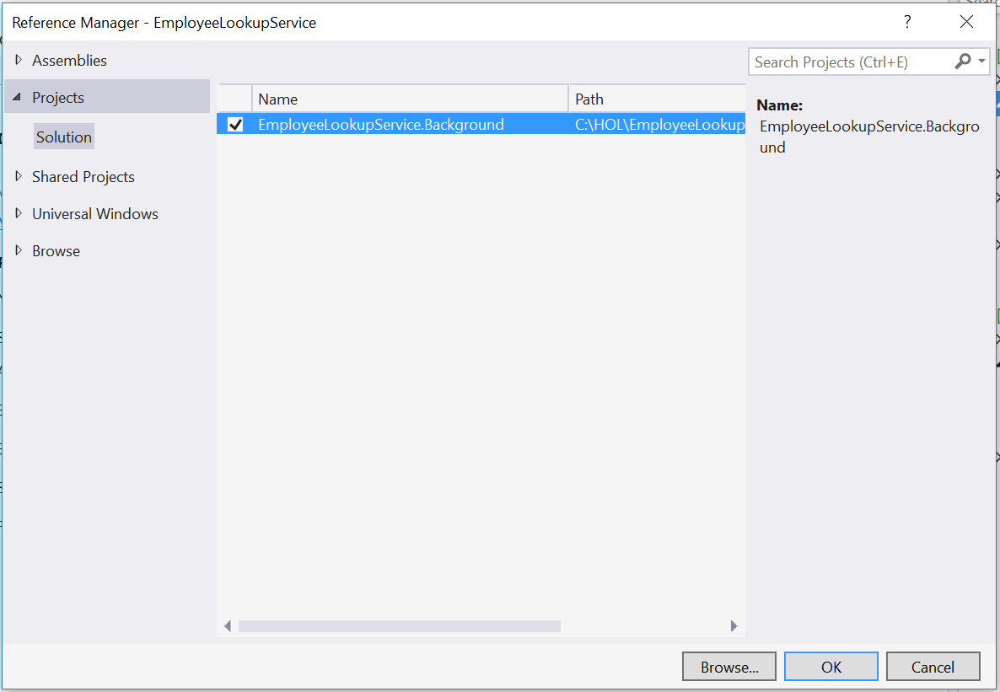 Reference Manager - EmployeeLookupService
?
Assemblies
Search Projects (Ctrl+E)
Projects
Name
Path
Name:
Solution
EmployeeLookupService.Background
C:\HOL\EmployeeLookup
EmployeeLookupService.Backgro
und
Shared Projects
Universal Windows
Browse
Browse...
OK
Cancel